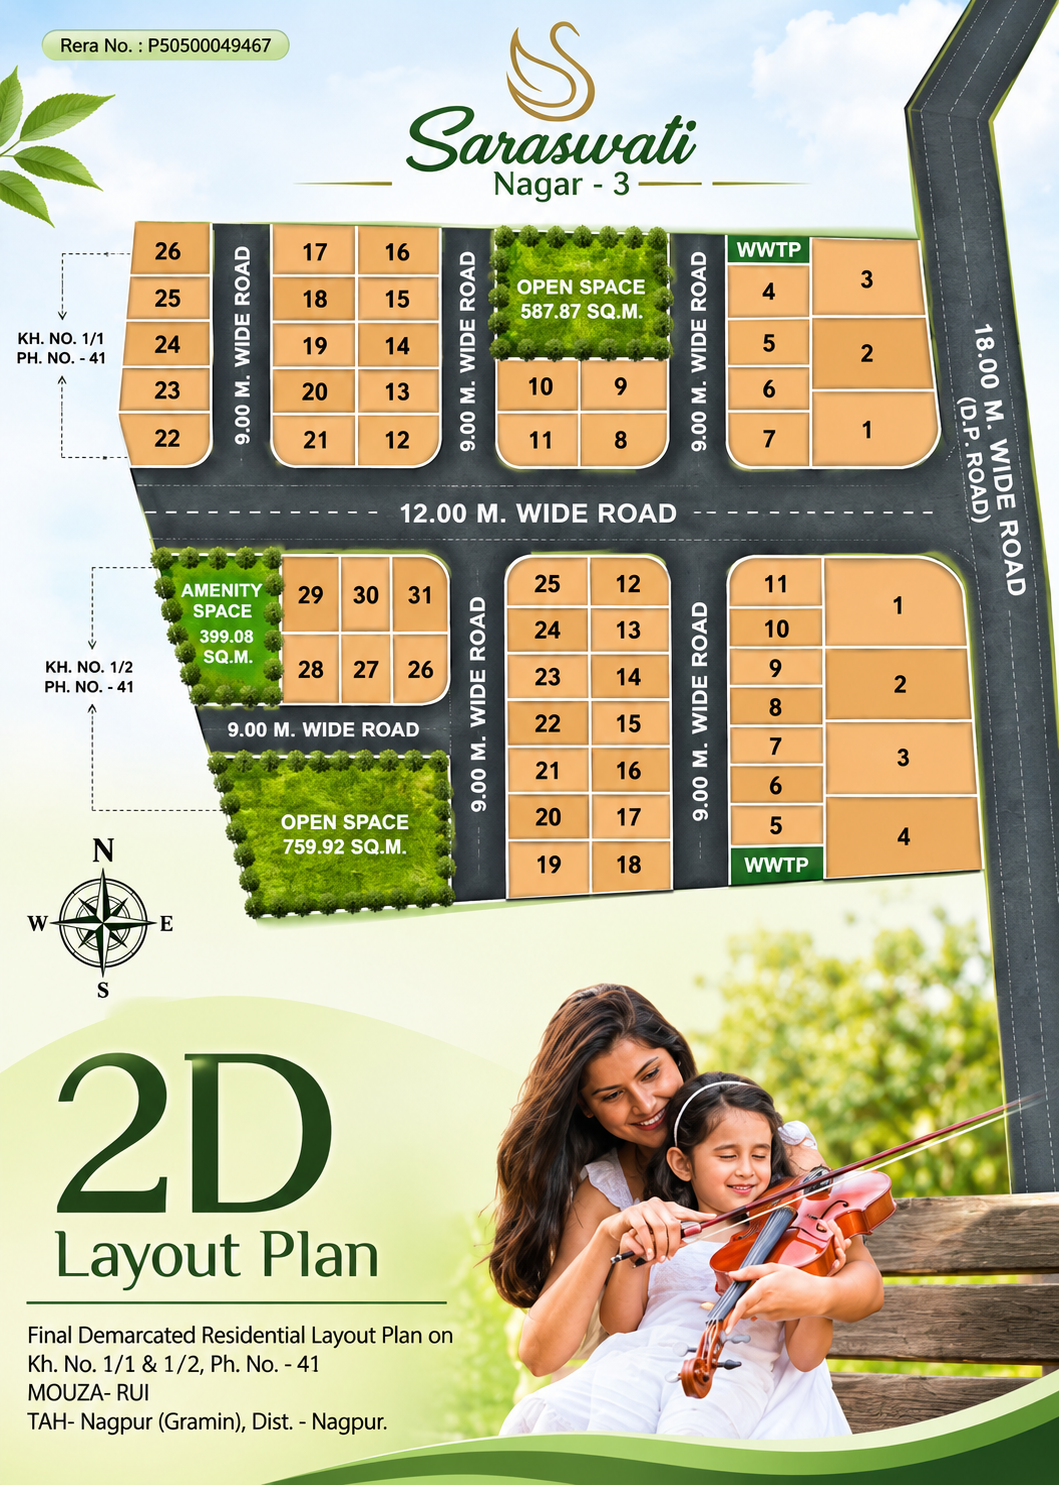 Rera No. : P50500049467
Saraswati
Nagar - 3
KH. NO. 1/1
PH. NO. - 41
26
25
24
23
22
9.00 M. WIDE ROAD
17 16
18 15
19 14
20 13
21 12
9.00 M. WIDE ROAD
OPEN SPACE
587.87 SQ.M.
10 9
11 8
9.00 M. WIDE ROAD
WWTP
4
5
6
7
3
2
1
18.00 M. WIDE ROAD
(D.P. ROAD)
12.00 M. WIDE ROAD
KH. NO. 1/2
PH. NO. - 41
AMENITY
SPACE
399.08
SQ.M.
29 30 31
28 27 26
9.00 M. WIDE ROAD
OPEN SPACE
759.92 SQ.M.
9.00 M. WIDE ROAD
25 12
24 13
23 14
22 15
21 16
20 17
19 18
9.00 M. WIDE ROAD
11
10
9
8
7
6
5
WWTP
1
2
3
4
N
W E
S
2D
Layout Plan
Final Demarcated Residential Layout Plan on
Kh. No. 1/1 & 1/2, Ph. No. - 41
MOUZA- RUI
TAH- Nagpur (Gramin), Dist. - Nagpur.